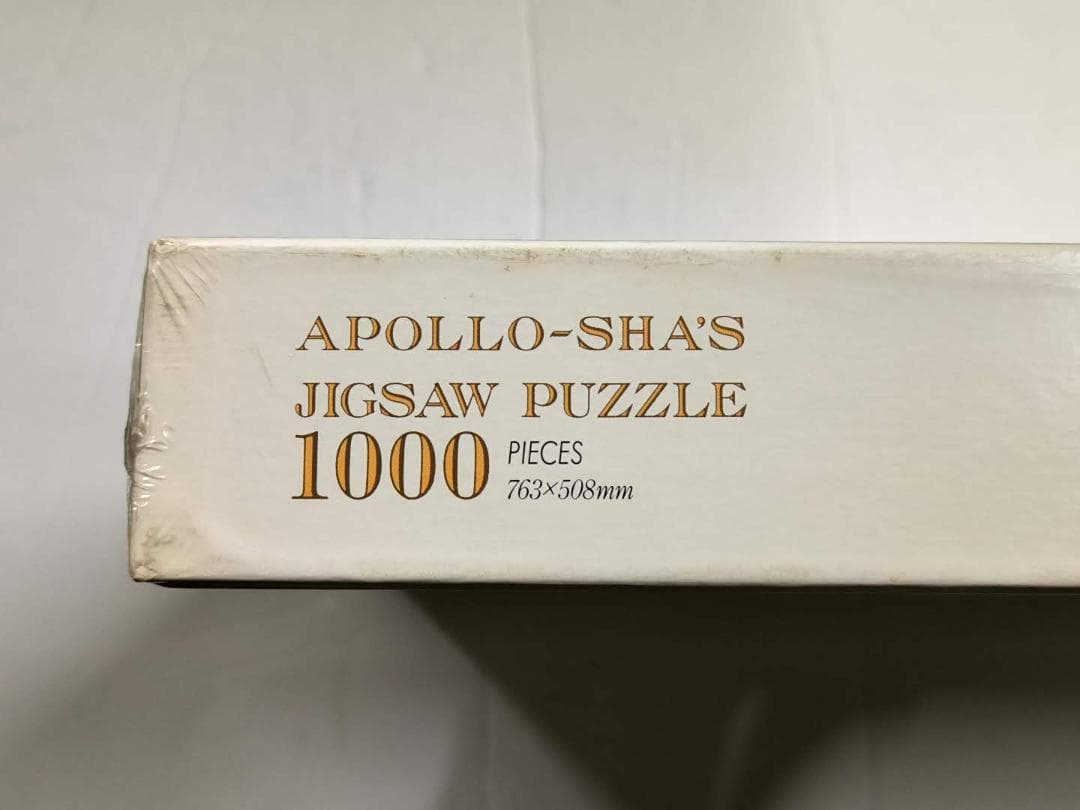 APOLLO-SHA'S
JIGSAW PUZZLE
1000 PIECES
763×508mm